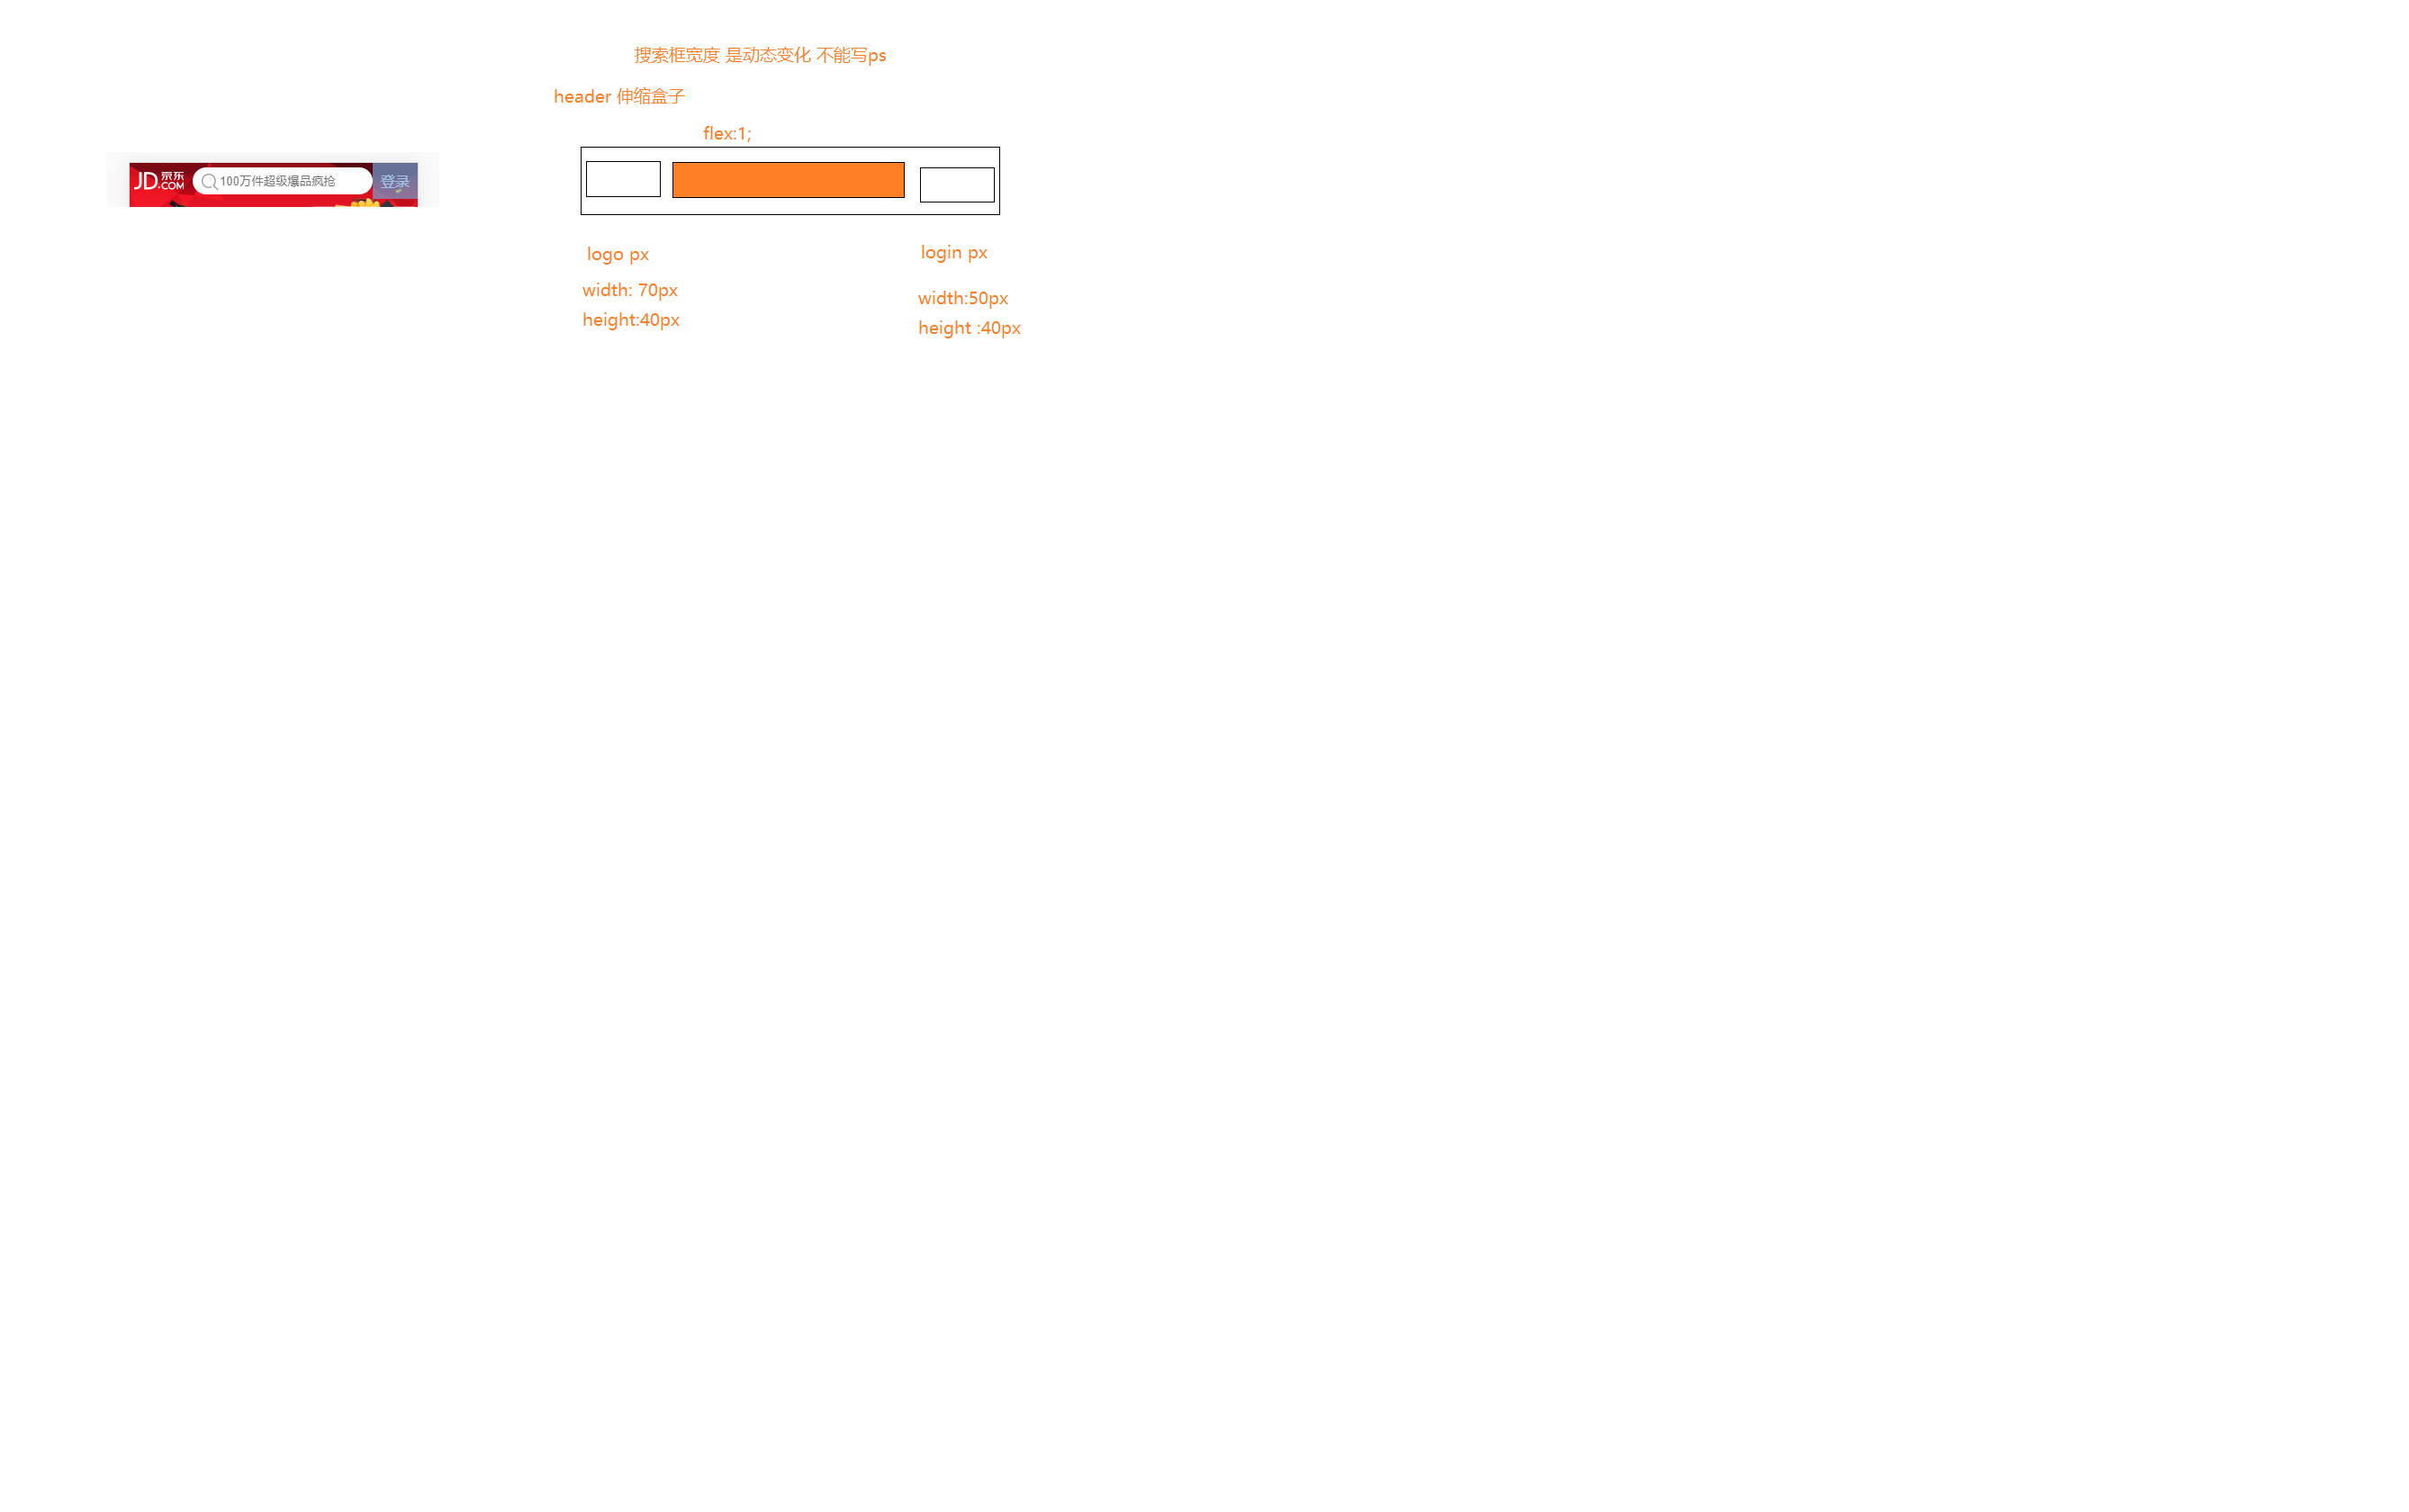 搜索框宽度 是动态变化 不能写ps
header 伸缩盒子
flex:1;
JD 京东
.COM
100万件超级爆品疯抢
登录
logo px
width: 70px
height:40px
login px
width:50px
height :40px